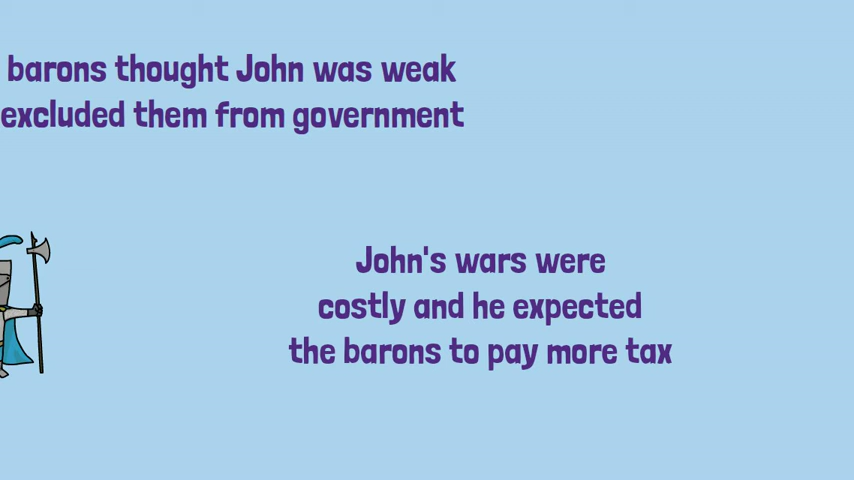 barons thought John was weak
excluded them from government
John's wars were
costly and he expected
the barons to pay more tax